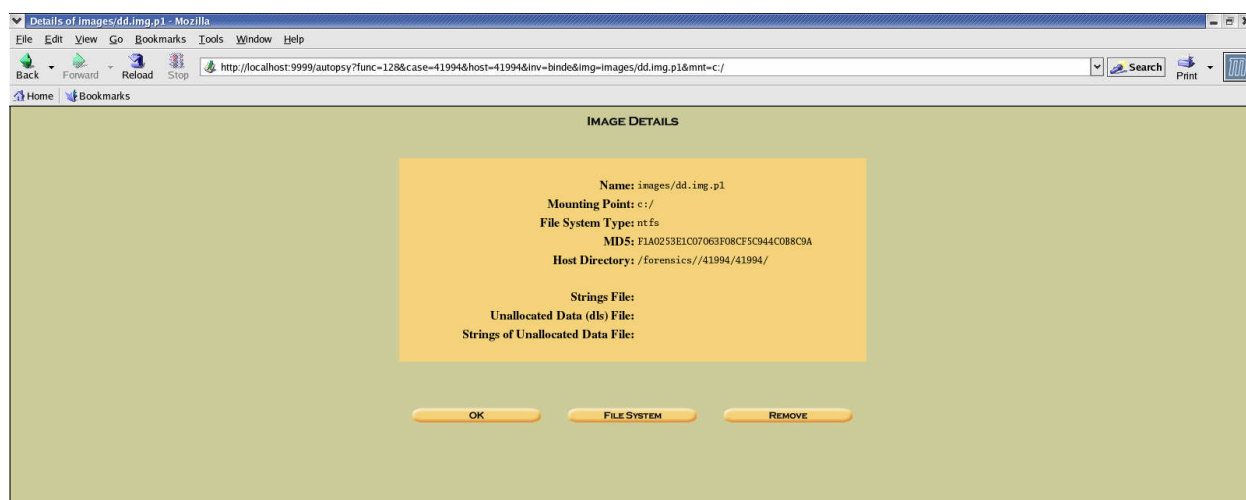 Details of images/dd.img.p1 - Mozilla
File Edit View Go Bookmarks Tools Window Help
Back Forward Reload Stop http://localhost:9999/autopsy?func=128&case=41994&host=41994&inv=binde&img=images/dd.img.p1&mnt=c:/ Search Print
Home Bookmarks
IMAGE DETAILS
Name: images/dd.img.p1
Mounting Point: c:/
File System Type: ntfs
MD5: F1A0253E1C07063F08CF5C944C0B8C9A
Host Directory: /forensics//41994/41994/
Strings File:
Unallocated Data (dls) File:
Strings of Unallocated Data File:
OK FILE SYSTEM REMOVE